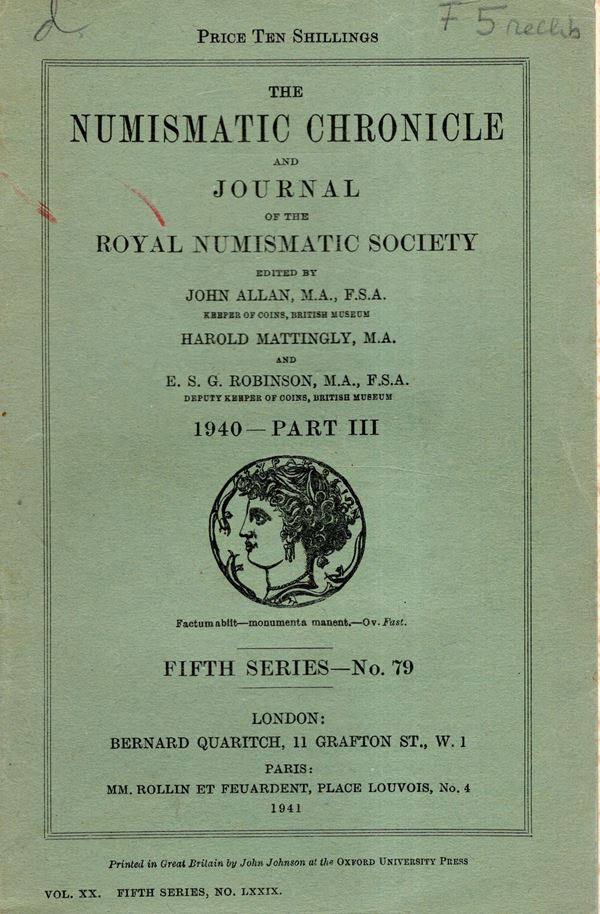 Price Ten Shillings
THE
NUMISMATIC CHRONICLE
AND
JOURNAL
OF THE
ROYAL NUMISMATIC SOCIETY
EDITED BY
JOHN ALLAN, M.A., F.S.A.
KEEPER OF COINS, BRITISH MUSEUM
HAROLD MATTINGLY, M.A.
AND
E. S. G. ROBINSON, M.A., F.S.A.
DEPUTY KEEPER OF COINS, BRITISH MUSEUM
1940—PART III
Factum abiit—monumenta manent.—Ov. Fast.
FIFTH SERIES—No. 79
LONDON:
BERNARD QUARITCH, 11 GRAFTON ST., W. 1
PARIS:
MM. ROLLIN ET FEUARDENT, PLACE LOUVOIS, No. 4
1941
Printed in Great Britain by John Johnson at the Oxford University Press
VOL. XX. FIFTH SERIES, NO. LXXIX.